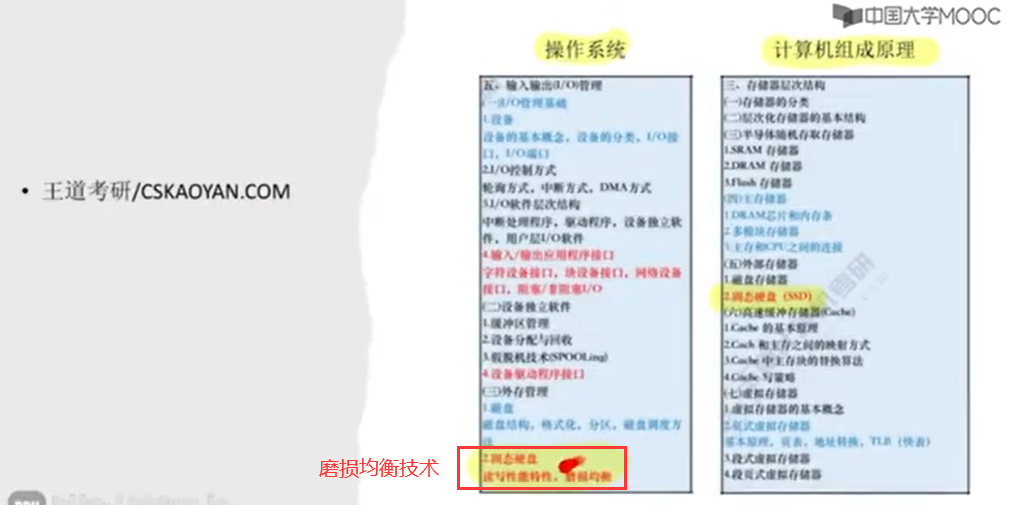 中国大学MOOC
操作系统
计算机组成原理
• 王道考研/CSKAOYAN.COM
五、输入输出(I/O)管理
(一)I/O管理基础
1.设备
设备的基本概念，设备的分类，I/O接
口，I/O端口
2.I/O控制方式
轮询方式，中断方式，DMA方式
3.I/O软件层次结构
中断处理程序，驱动程序，设备独立软
件，用户层I/O软件
4.输入/输出应用程序接口
字符设备接口，块设备接口，网络设备
接口，阻塞/非阻塞I/O
(二)设备独立软件
1.缓冲区管理
2.设备分配与回收
3.假脱机技术(SPOOLing)
4.设备驱动程序接口
(三)外存管理
1.磁盘
磁盘结构，格式化，分区，磁盘调度方
法
2.固态硬盘
读写性能特性，磨损均衡
磨损均衡技术
三、存储器层次结构
(一)存储器的分类
(二)层次化存储器的基本结构
(三)半导体随机存取存储器
1.SRAM 存储器
2.DRAM 存储器
3.Flash 存储器
(四)主存储器
1.DRAM芯片和内存条
2.多模块存储器
3.主存和CPU之间的连接
(五)外部存储器
1.磁盘存储器
2.固态硬盘（SSD）
(六)高速缓冲存储器(Cache)
1.Cache 的基本原理
2.Cach 和主存之间的映射方式
3.Cache 中主存块的替换算法
4.Cache 写策略
(七)虚拟存储器
1.虚拟存储器的基本概念
2.页式虚拟存储器
基本原理，页表，地址转换，TLB（快表）
3.段式虚拟存储器
4.段页式虚拟存储器